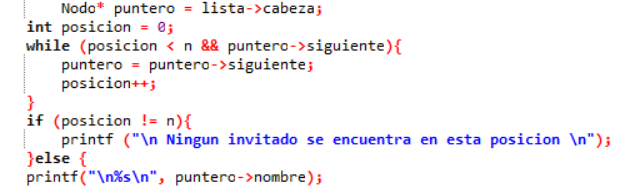 Nodo* puntero = lista->cabeza;
int posicion = 0;
while (posicion < n && puntero->siguiente){
puntero = puntero->siguiente;
posicion++;
}
if (posicion != n){
printf ("\n Ningun invitado se encuentra en esta posicion \n");
}else {
printf("\n%s\n", puntero->nombre);